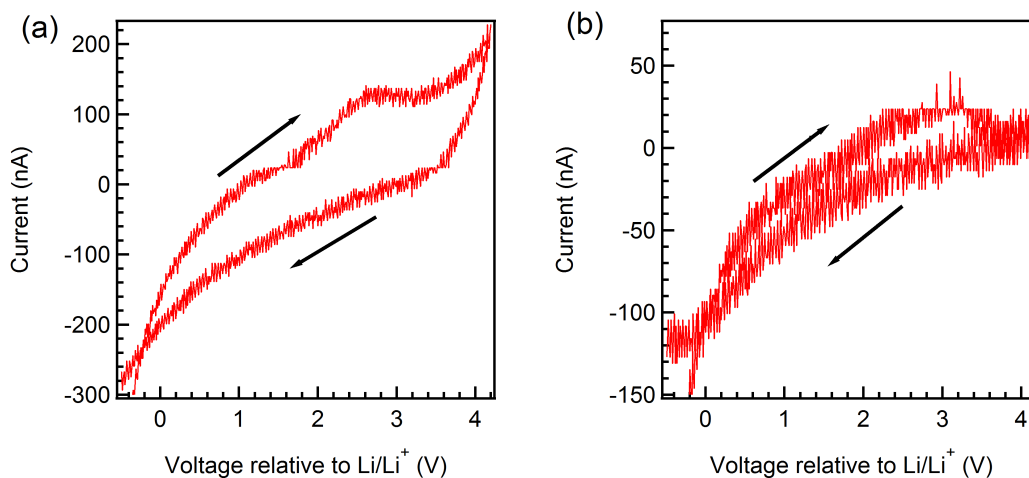 (a)
200
100
0
-100
-200
-300
Current (nA)
0 1 2 3 4
Voltage relative to Li/Li+ (V)
(b)
50
0
-50
-100
-150
Current (nA)
0 1 2 3 4
Voltage relative to Li/Li+ (V)